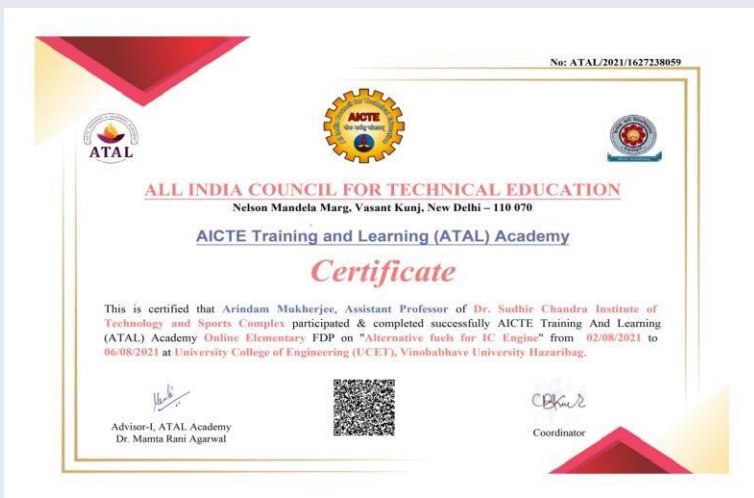 No: ATAL/2021/1627238059
AICTE
ATAL
ALL INDIA COUNCIL FOR TECHNICAL EDUCATION
Nelson Mandela Marg, Vasant Kunj, New Delhi – 110 070
AICTE Training and Learning (ATAL) Academy
Certificate
This is certified that Arindam Mukherjee, Assistant Professor of Dr. Sudhir Chandra Institute of
Technology and Sports Complex participated & completed successfully AICTE Training And Learning
(ATAL) Academy Online Elementary FDP on "Alternative fuels for IC Engine" from 02/08/2021 to
06/08/2021 at University College of Engineering (UCET), Vinobabhave University Hazaribag.
Advisor-I, ATAL Academy
Dr. Mamta Rani Agarwal
Coordinator